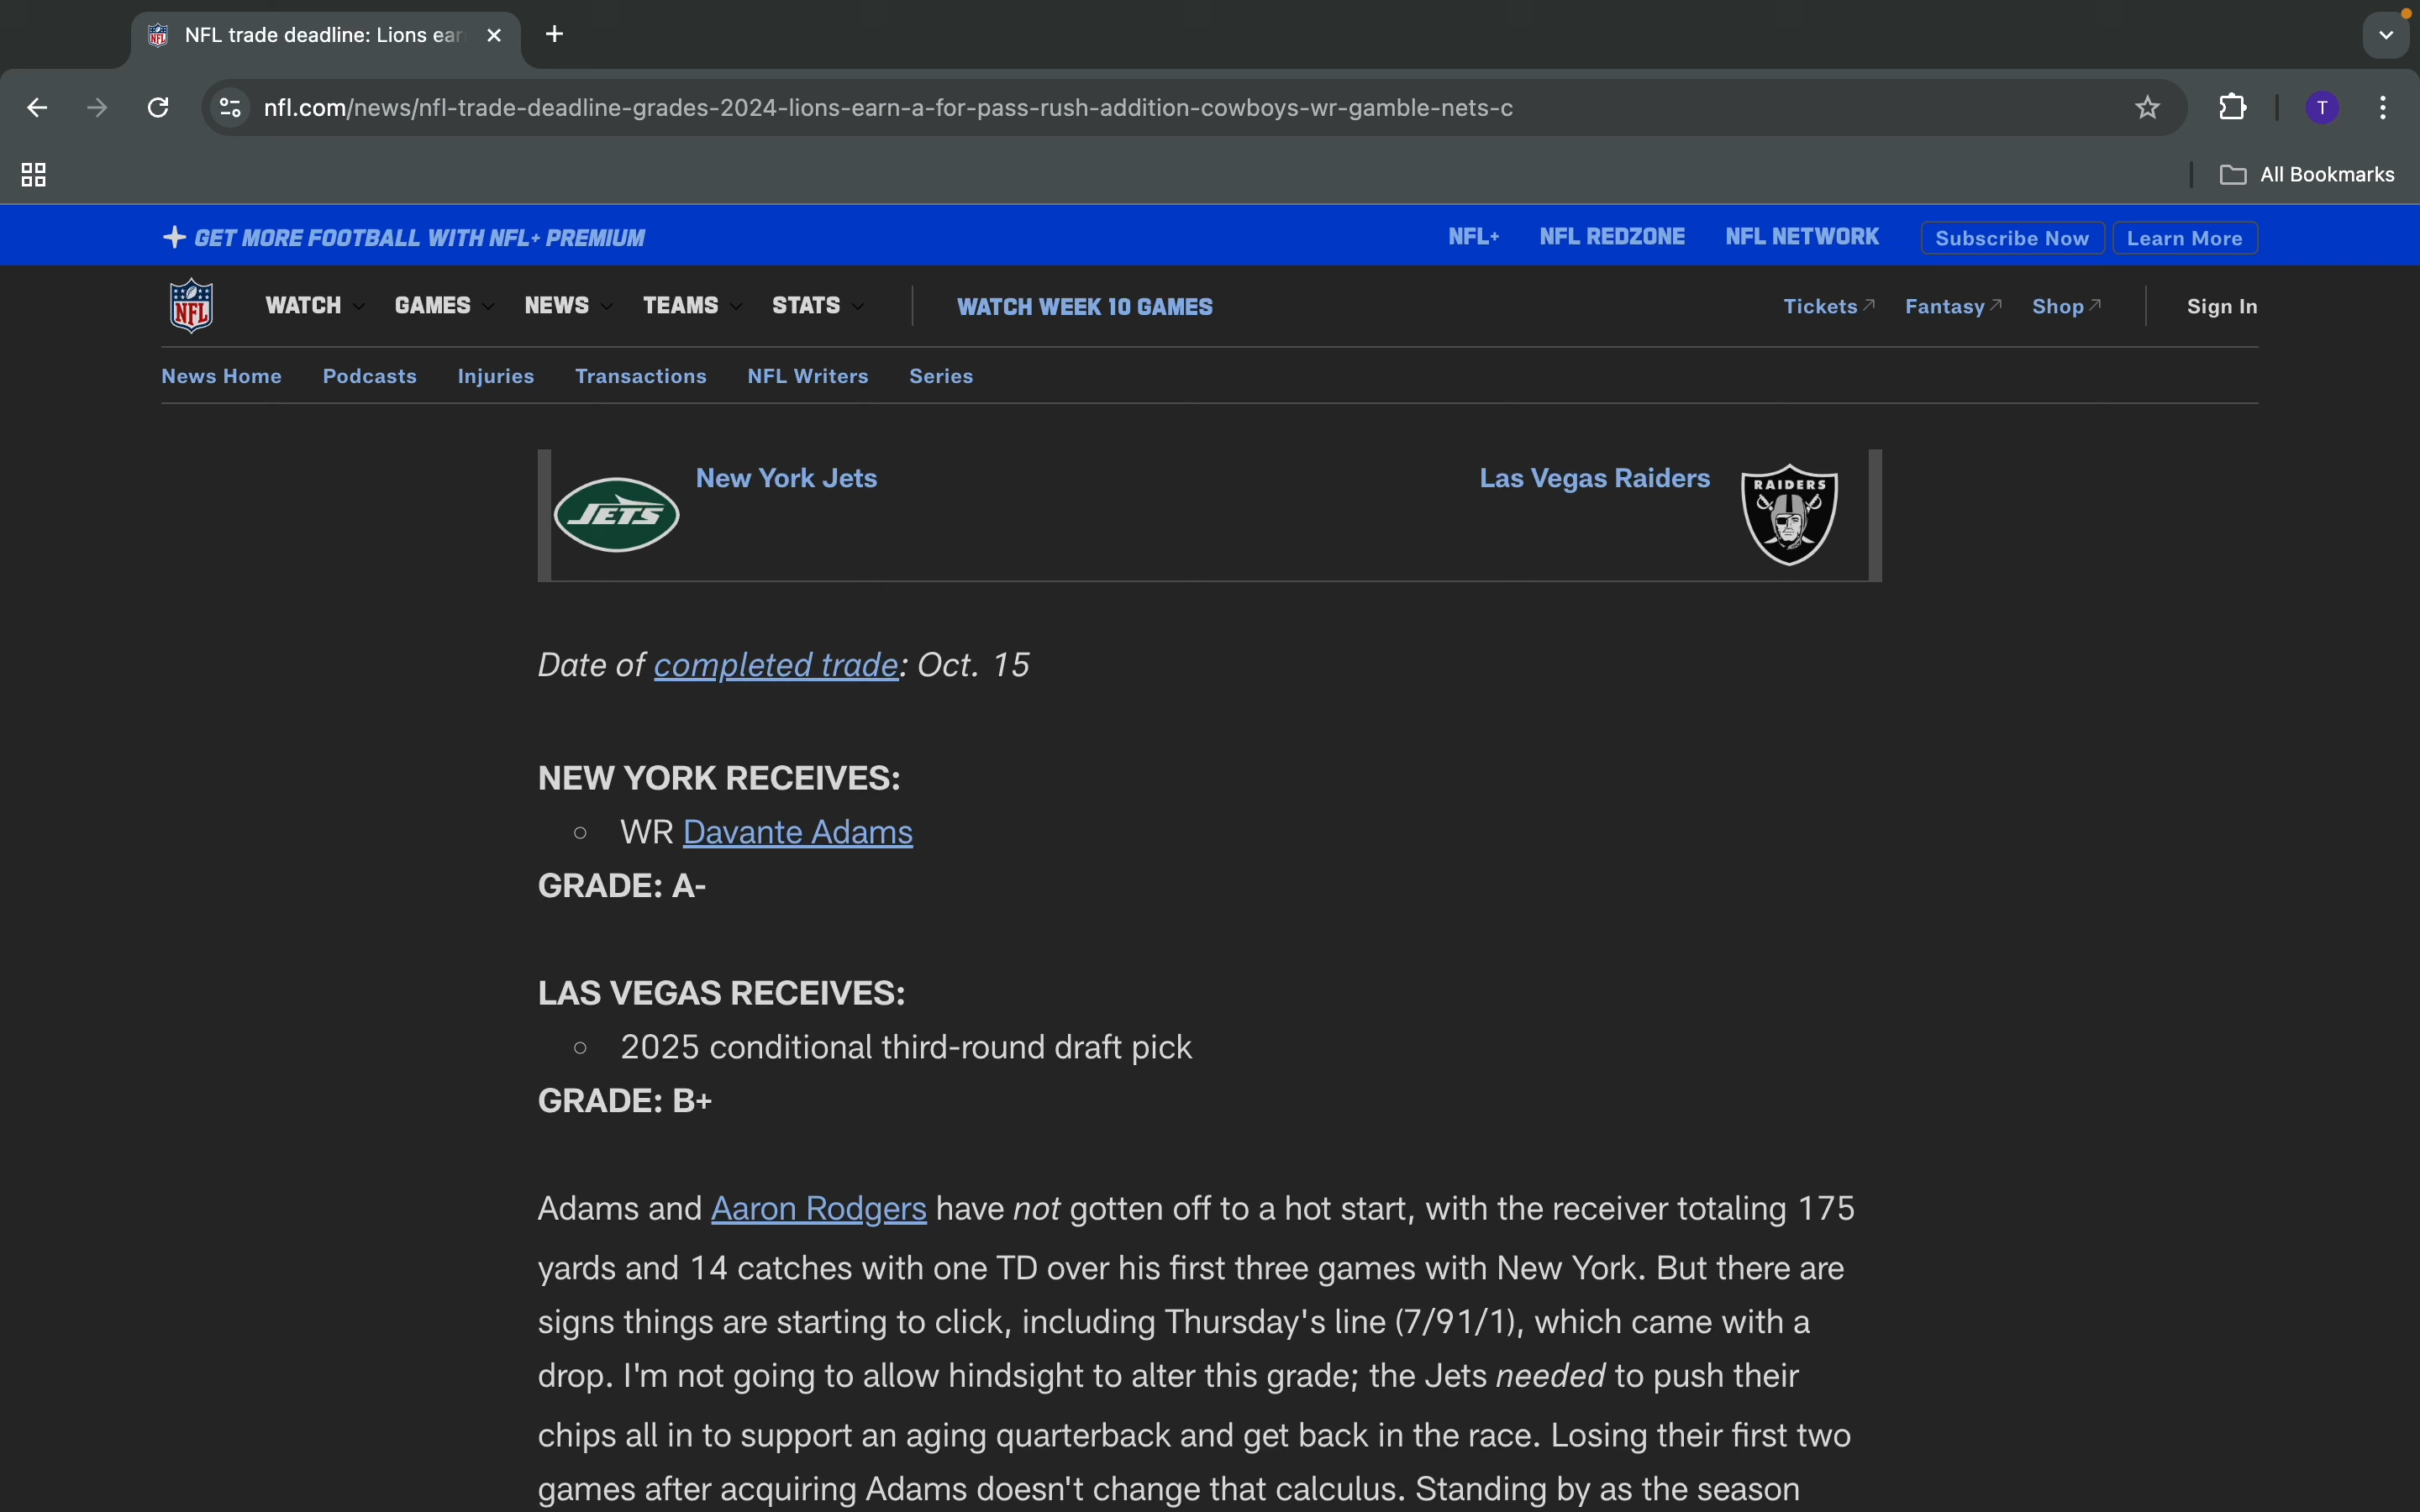 NFL trade deadline: Lions ear
nfl.com/news/nfl-trade-deadline-grades-2024-lions-earn-a-for-pass-rush-addition-cowboys-wr-gamble-nets-c
T
All Bookmarks
GET MORE FOOTBALL WITH NFL+ PREMIUM
NFL+ NFL REDZONE NFL NETWORK Subscribe Now Learn More
NFL WATCH GAMES NEWS TEAMS STATS WATCH WEEK 10 GAMES Tickets Fantasy Shop Sign In
News Home Podcasts Injuries Transactions NFL Writers Series
New York Jets Las Vegas Raiders
JETS RAIDERS
Date of completed trade: Oct. 15
NEW YORK RECEIVES:
WR Davante Adams
GRADE: A-
LAS VEGAS RECEIVES:
2025 conditional third-round draft pick
GRADE: B+
Adams and Aaron Rodgers have not gotten off to a hot start, with the receiver totaling 175
yards and 14 catches with one TD over his first three games with New York. But there are
signs things are starting to click, including Thursday's line (7/91/1), which came with a
drop. I'm not going to allow hindsight to alter this grade; the Jets needed to push their
chips all in to support an aging quarterback and get back in the race. Losing their first two
games after acquiring Adams doesn't change that calculus. Standing by as the season